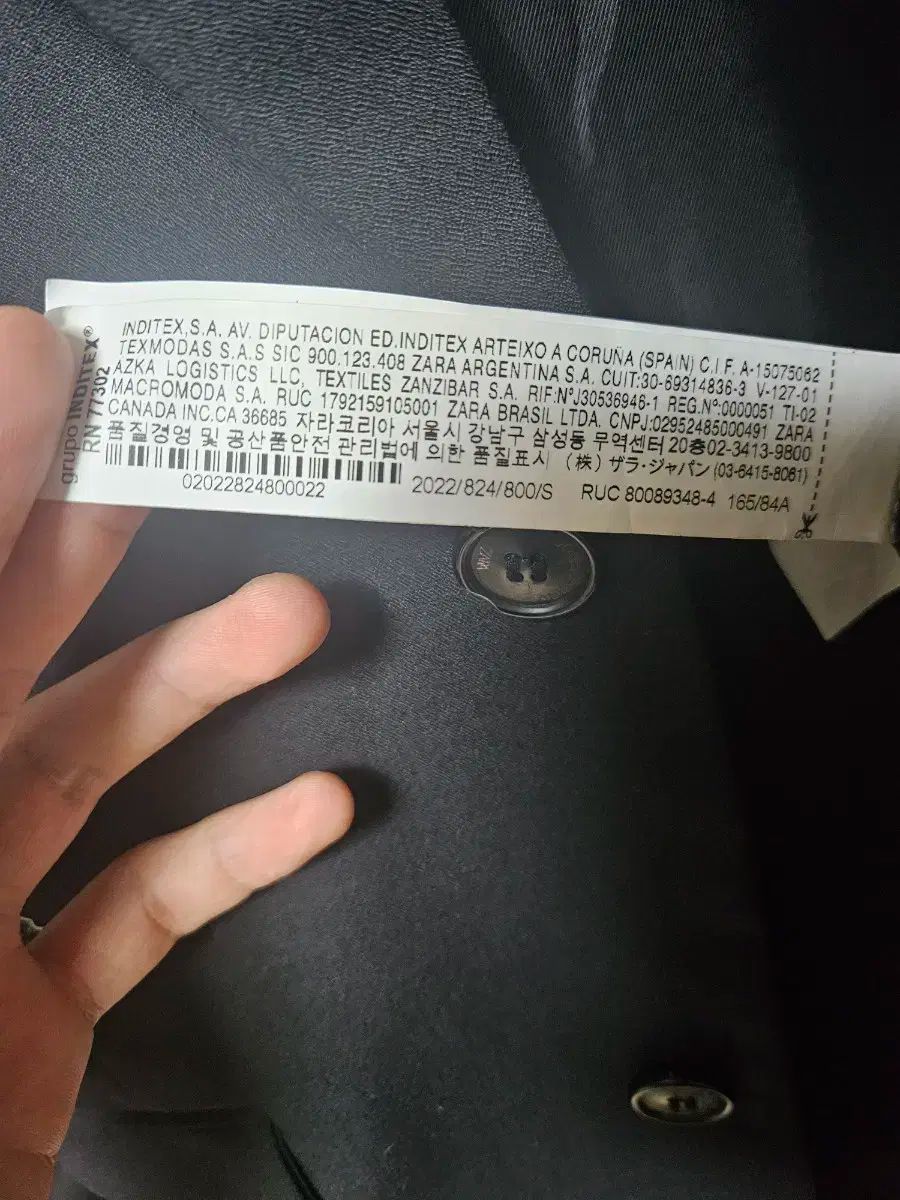 grupo INDITEX®
RN 77302
INDITEX,S.A. AV. DIPUTACION ED.INDITEX ARTEIXO A CORUÑA (SPAIN) C.I F. A-15075062
TEXMODAS S.A.S SIC 900.123.408 ZARA ARGENTINA S.A. CUIT:30-69314836-3 V-127-01
AZKA LOGISTICS LLC, TEXTILES ZANZIBAR S.A. RIF:N°J30536946-1 REG.Nº:0000051 TI-02
MACROMODA S.A. RUC 1792159105001 ZARA BRASIL LTDA. CNPJ:02952485000491 ZARA
CANADA INC.CA 36685 자라코리아 서울시 강남구 삼성동 무역센터 20층02-3413-9800
품질경영 및 공산품안전 관리법에 의한 품질표시 (株) ザラ・ジャパン (03-6415-8061)
02022824800022 2022/824/800/S RUC 80089348-4 165/84A
ZARA